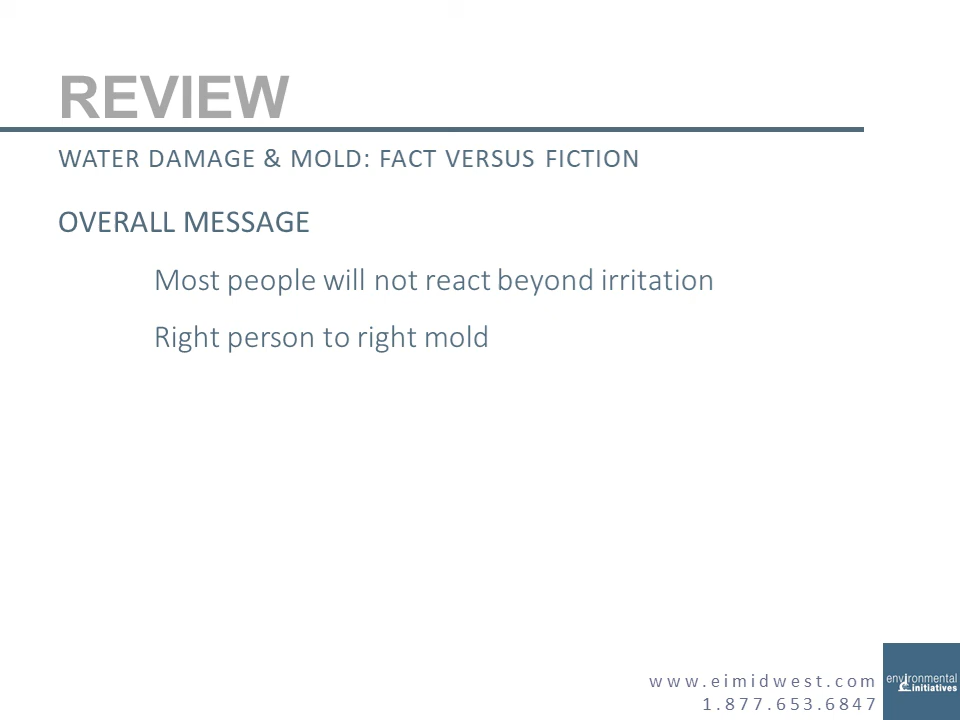 REVIEW
WATER DAMAGE & MOLD: FACT VERSUS FICTION
OVERALL MESSAGE
Most people will not react beyond irritation
Right person to right mold
www.eimidwest.com
1.877.653.6847
environmental
initiatives